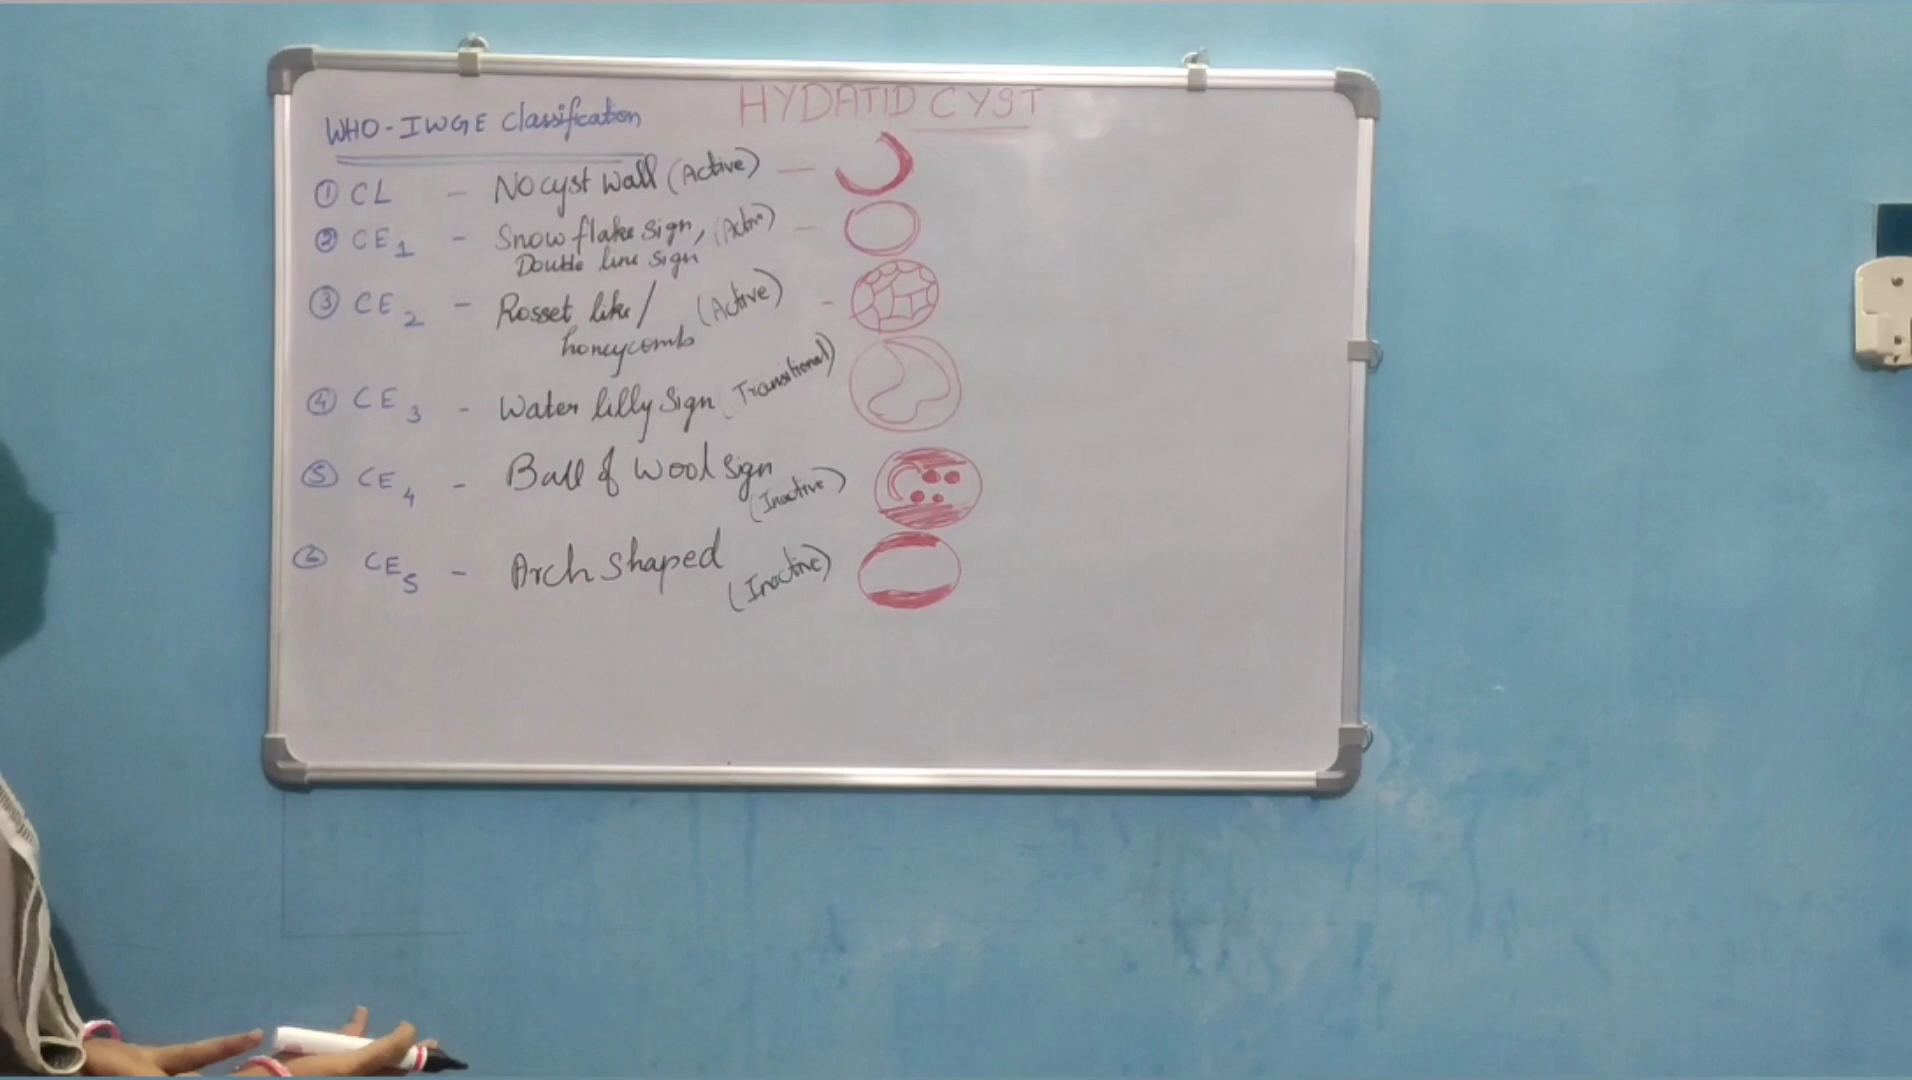 HYDATID CYST
WHO-IWGE Classification
① CL - No cyst wall (Active) -
② CE1 - Snow flake sign, (Active) -
Double line sign
③ CE2 - Rosset like/ (Active) -
honeycomb
④ CE3 - Water lilly sign (Transitional)
⑤ CE4 - Ball of wool sign
(Inactive)
⑥ CE5 - Arch shaped
(Inactive)